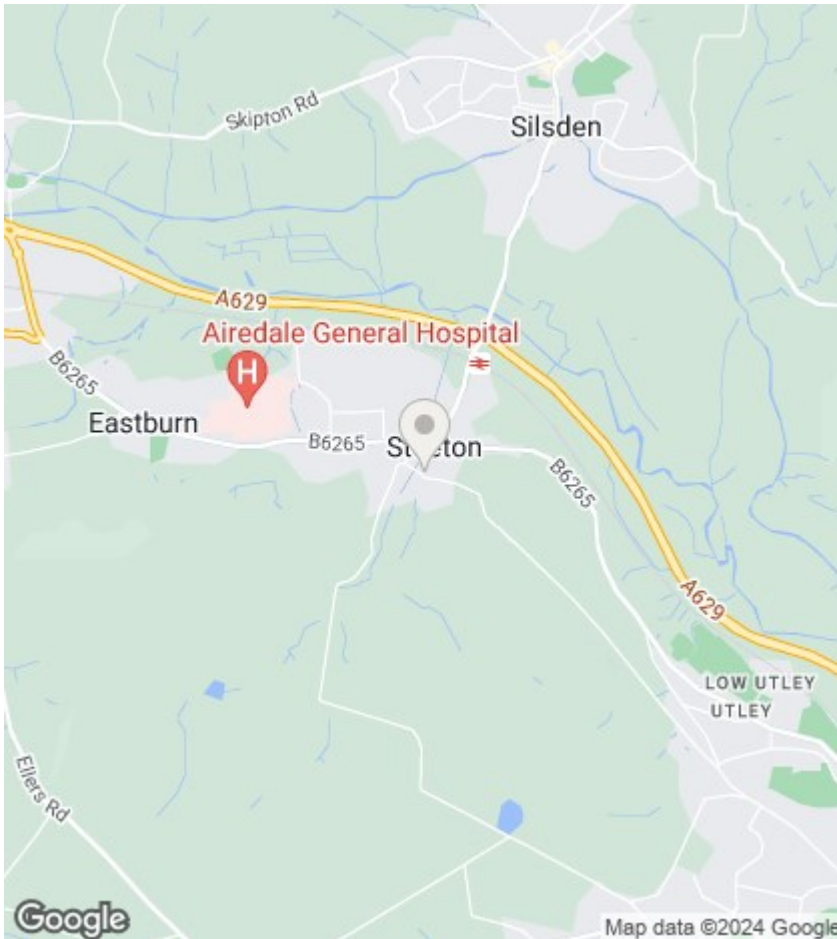 Skipton Rd
Silsden
A629
Airedale General Hospital
H
B6265
Eastburn
B6265
B6265
A629
LOW UTLEY
UTLEY
Ellers Rd
Google
Map data ©2024 Google